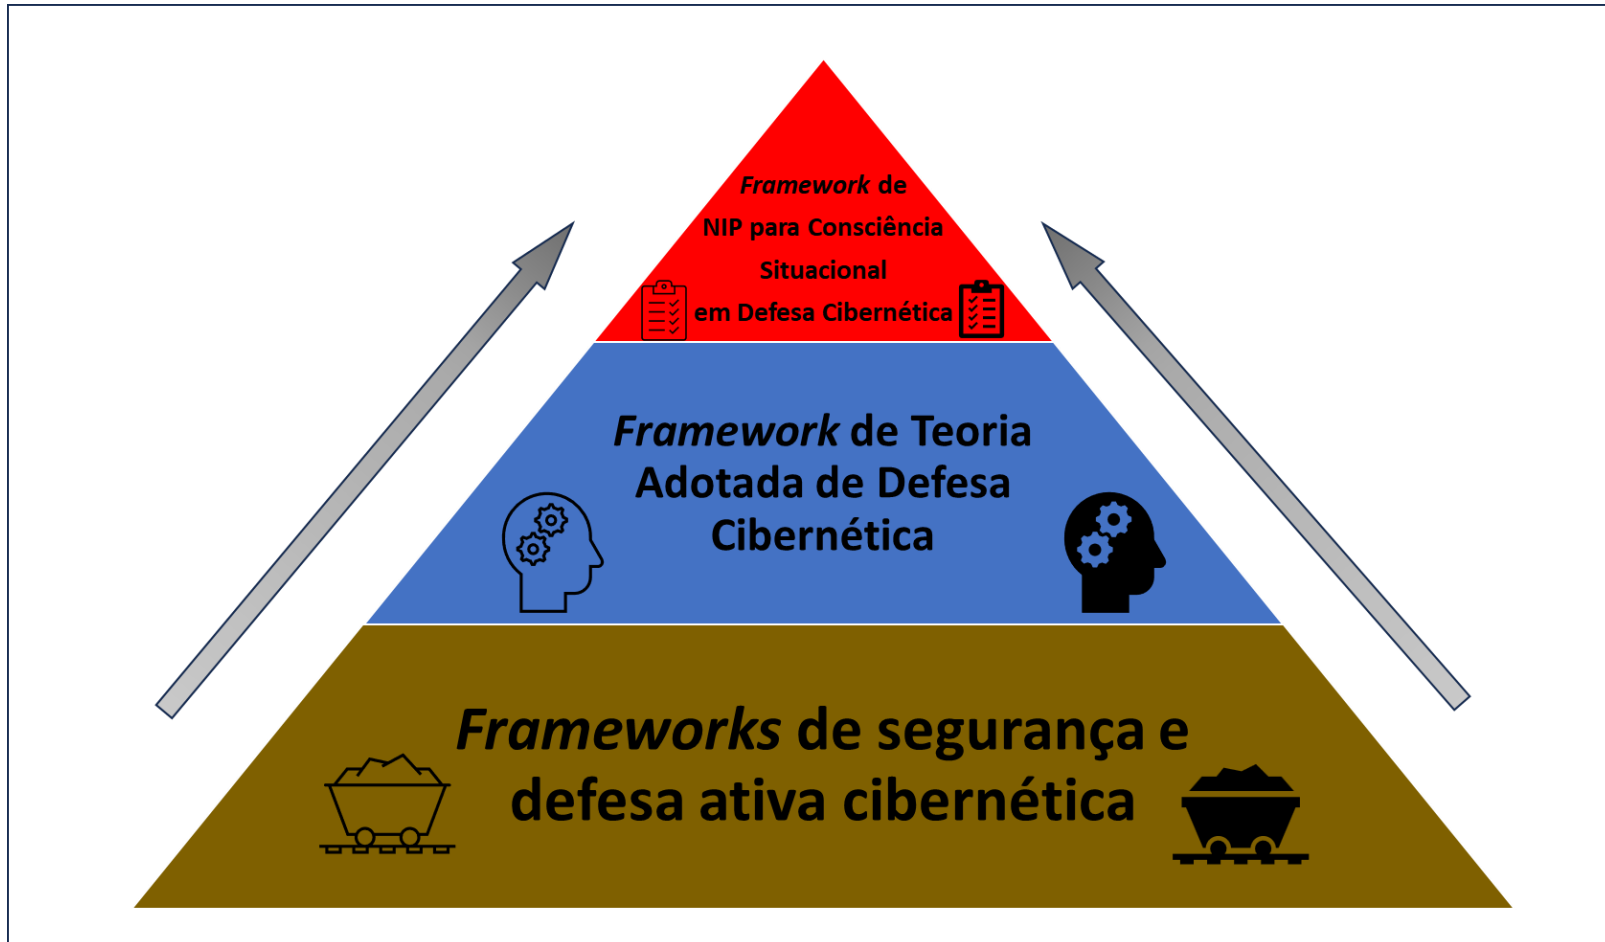 Framework de
NIP para Consciência
Situacional
em Defesa Cibernética
Framework de Teoria
Adotada de Defesa
Cibernética
Frameworks de segurança e
defesa ativa cibernética